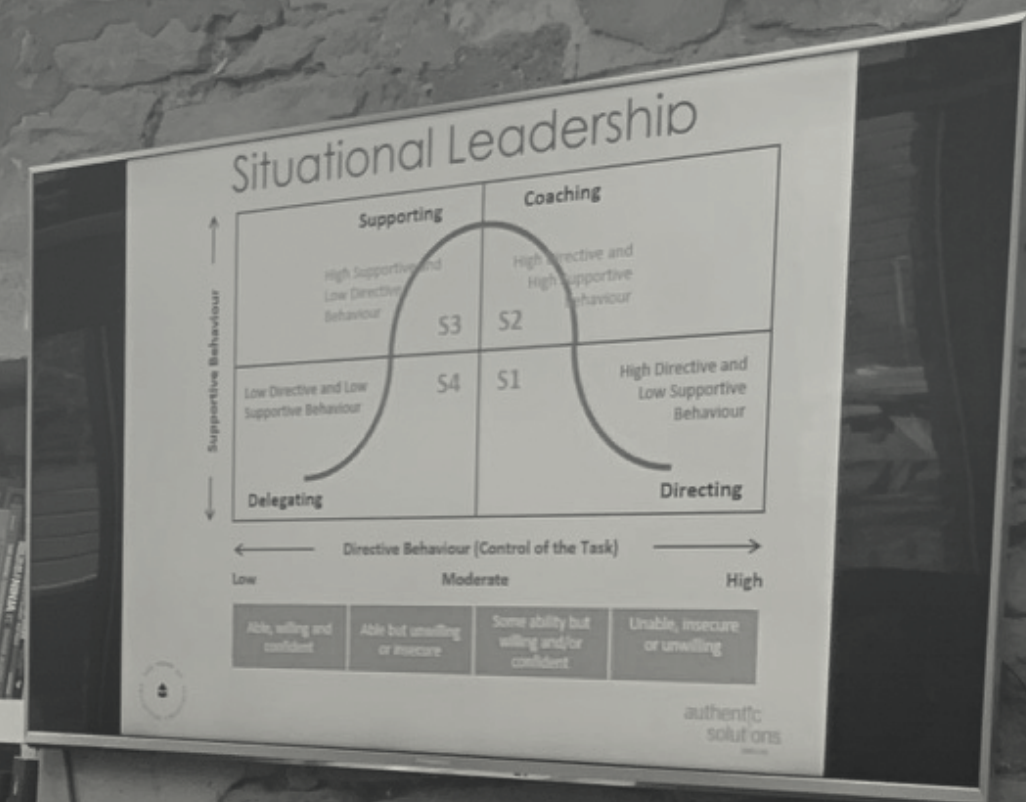 Situational Leadership
Supporting
Coaching
High Supportive and
Low Directive
Behaviour
High Directive and
High Supportive
Behaviour
S3
S2
S4
S1
Low Directive and Low
Supportive Behaviour
High Directive and
Low Supportive
Behaviour
Delegating
Directing
Supportive Behaviour
Directive Behaviour (Control of the Task)
Low
Moderate
High
Able, willing and
confident
Able but unwilling
or insecure
Some ability but
willing and/or
confident
Unable, insecure
or unwilling
authentic
solutions